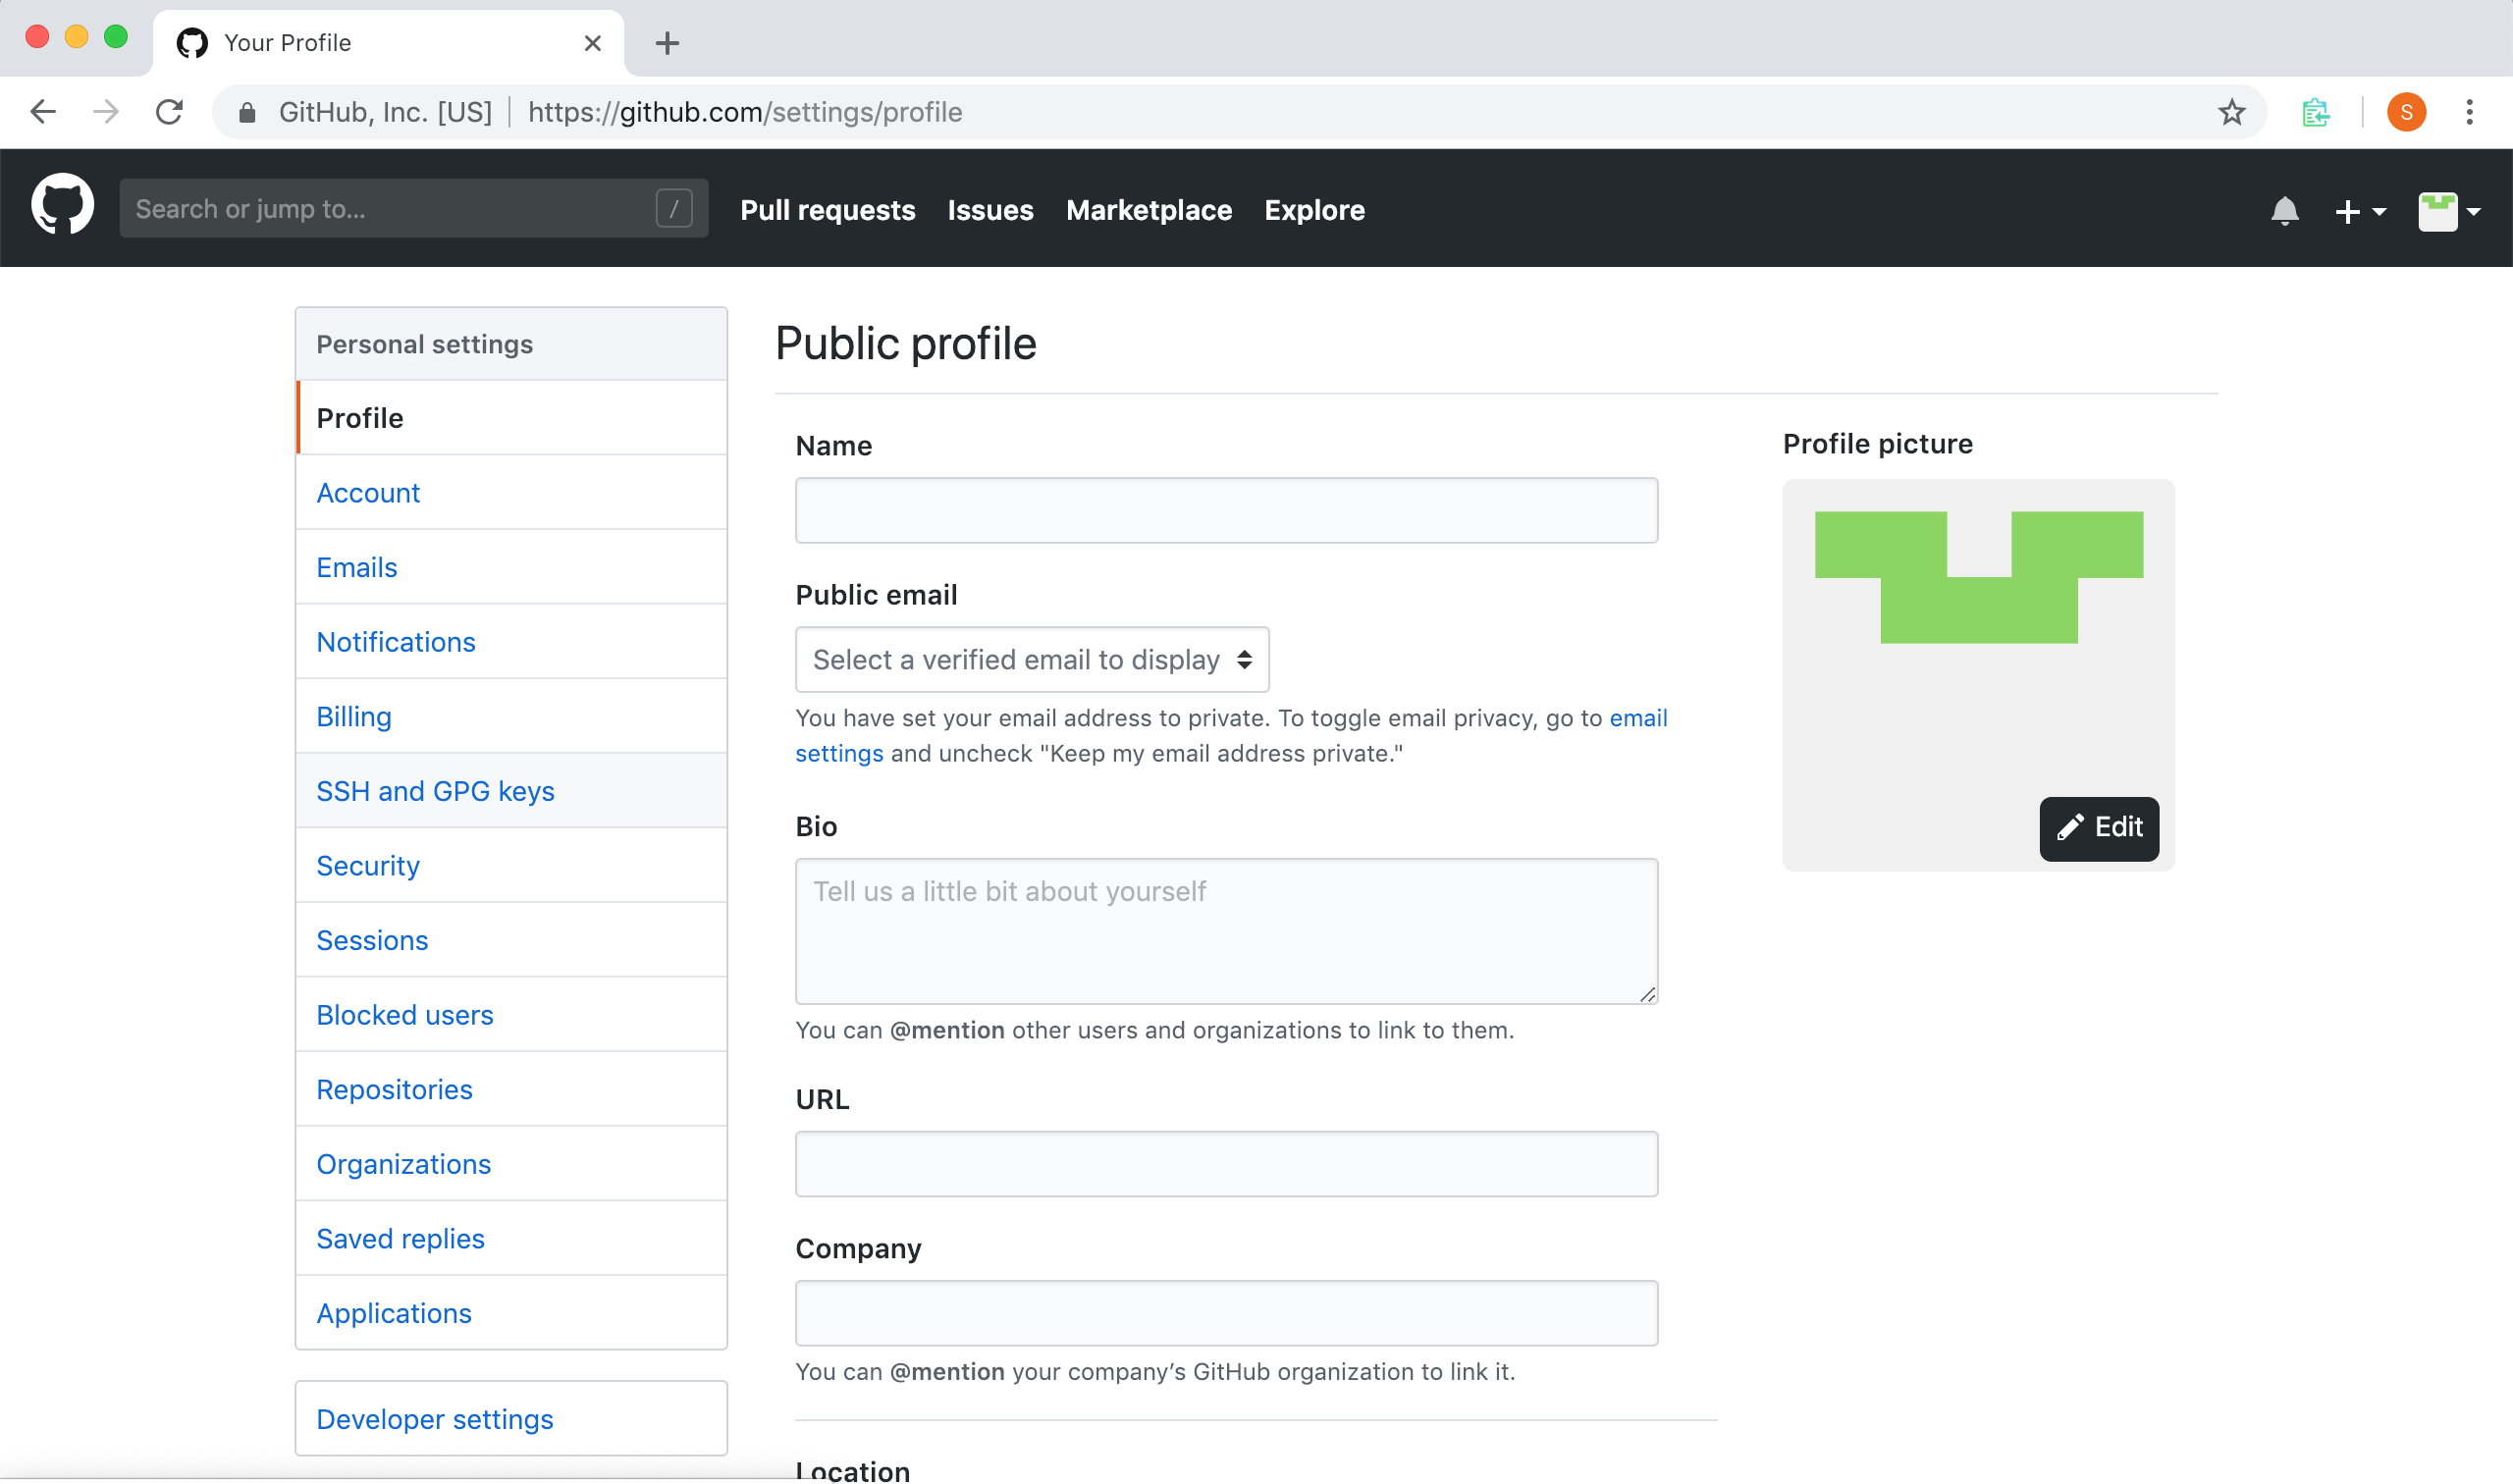 Your Profile
GitHub, Inc. [US] https://github.com/settings/profile
S
Search or jump to... /
Pull requests Issues Marketplace Explore
Personal settings
Profile
Account
Emails
Notifications
Billing
SSH and GPG keys
Security
Sessions
Blocked users
Repositories
Organizations
Saved replies
Applications
Developer settings
Public profile
Name
Public email
Select a verified email to display
You have set your email address to private. To toggle email privacy, go to email
settings and uncheck "Keep my email address private."
Bio
Tell us a little bit about yourself
You can @mention other users and organizations to link to them.
URL
Company
You can @mention your company’s GitHub organization to link it.
Location
Profile picture
Edit